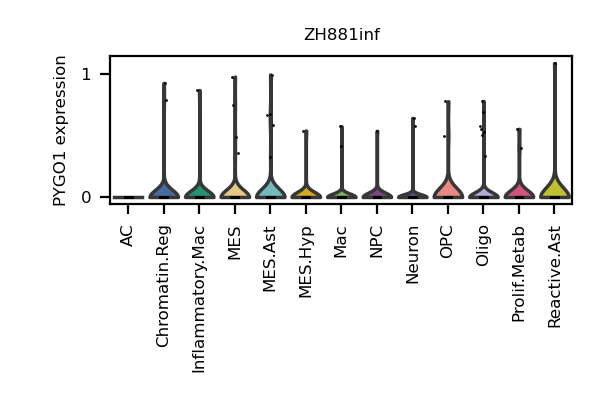 ZH881inf
PYGO1 expression
1
0
AC
Chromatin.Reg
Inflammatory.Mac
MES
MES.Ast
MES.Hyp
Mac
NPC
Neuron
OPC
Oligo
Prolif.Metab
Reactive.Ast